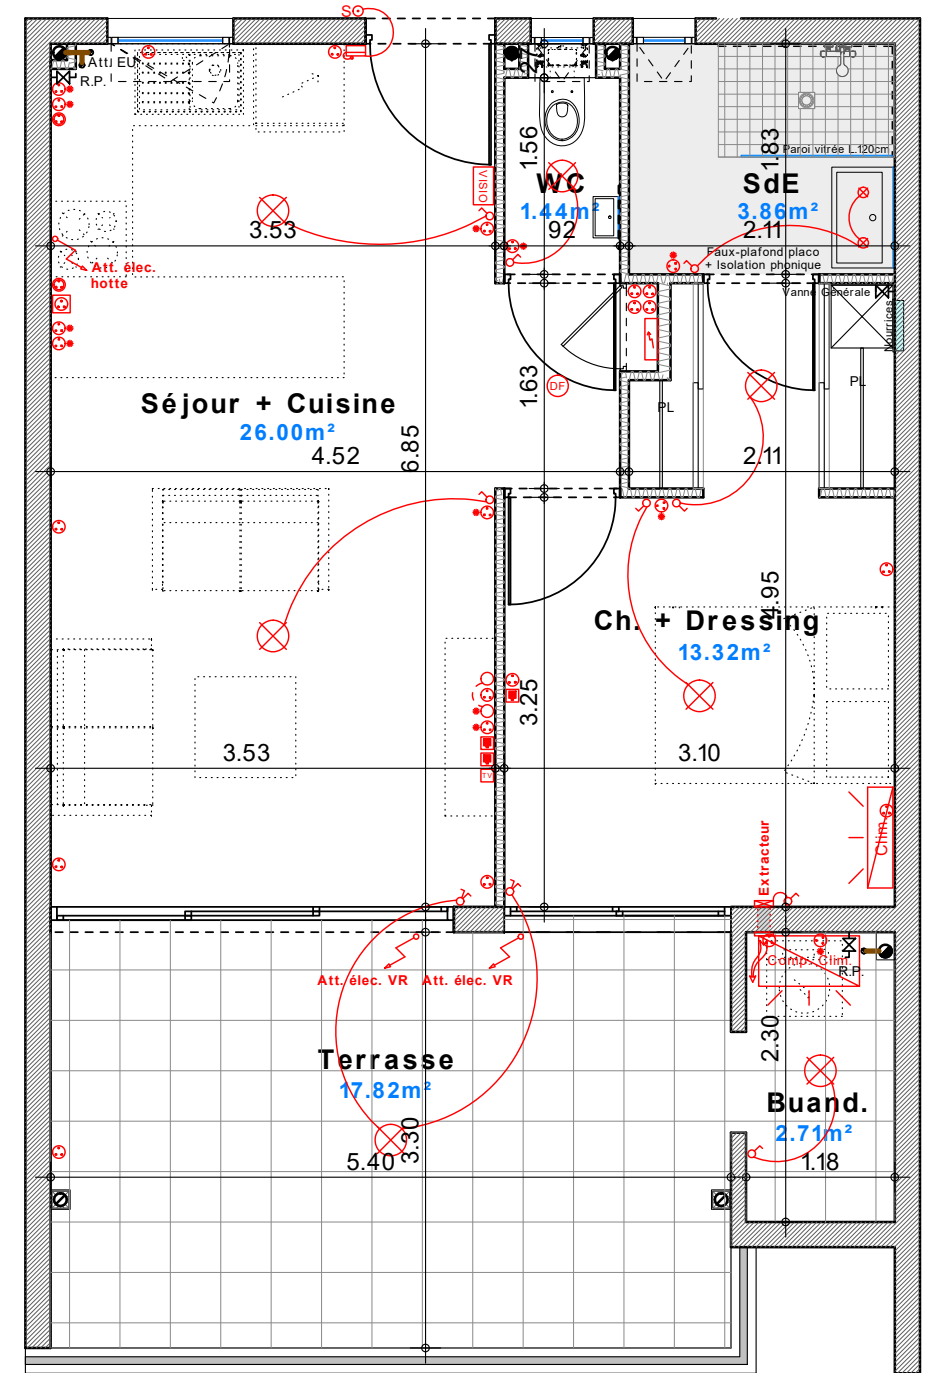 S
Att. EU
R.P.
27
1.56
WC
1.44m²
92
1.83
Paroi vitrée L.120cm
SdE
3.86m²
2.11
Faux-plafond placo
+ Isolation phonique
VISIO
3.53
Att. élec.
hotte
Vanne Générale
Nourrices
1.63
DF
PL
PL
Séjour + Cuisine
26.00m²
4.52
6.85
2.11
4.95
Ch. + Dressing
13.32m²
3.25
3.53
3.10
TV
Clim.
Extracteur
Att. élec. VR
Att. élec. VR
Comp. Clim.
R.P.
2.30
Terrasse
17.82m²
3.30
5.40
Buand.
2.71m²
1.18